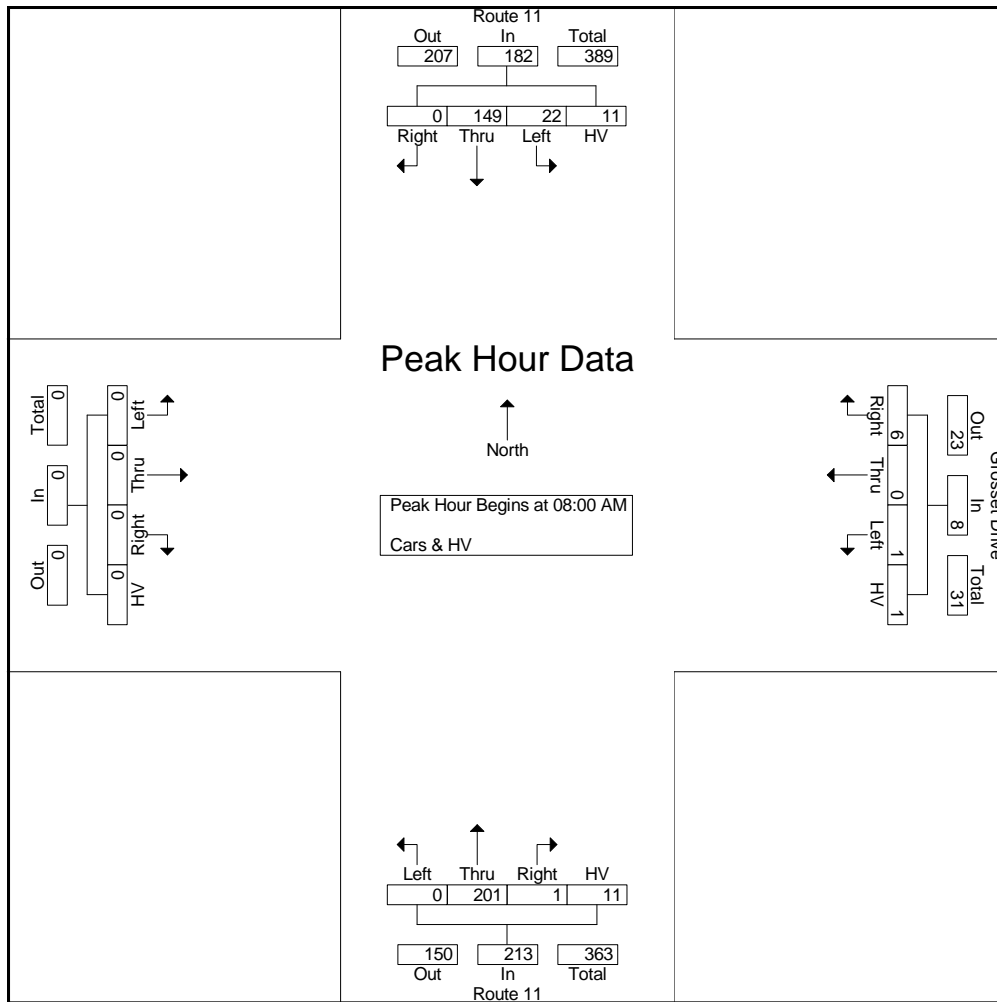 Route 11
Out In Total
207 182 389
0 149 22 11
Right Thru Left HV
Peak Hour Data
North
Peak Hour Begins at 08:00 AM
Cars & HV
Left Thru Right HV
0 0 0 0
Total In Out
0 0 0
Right Thru Left HV
6 0 1 1
Out In Total
23 8 31
Grosset Drive
Left Thru Right HV
0 201 1 11
150 213 363
Out In Total
Route 11